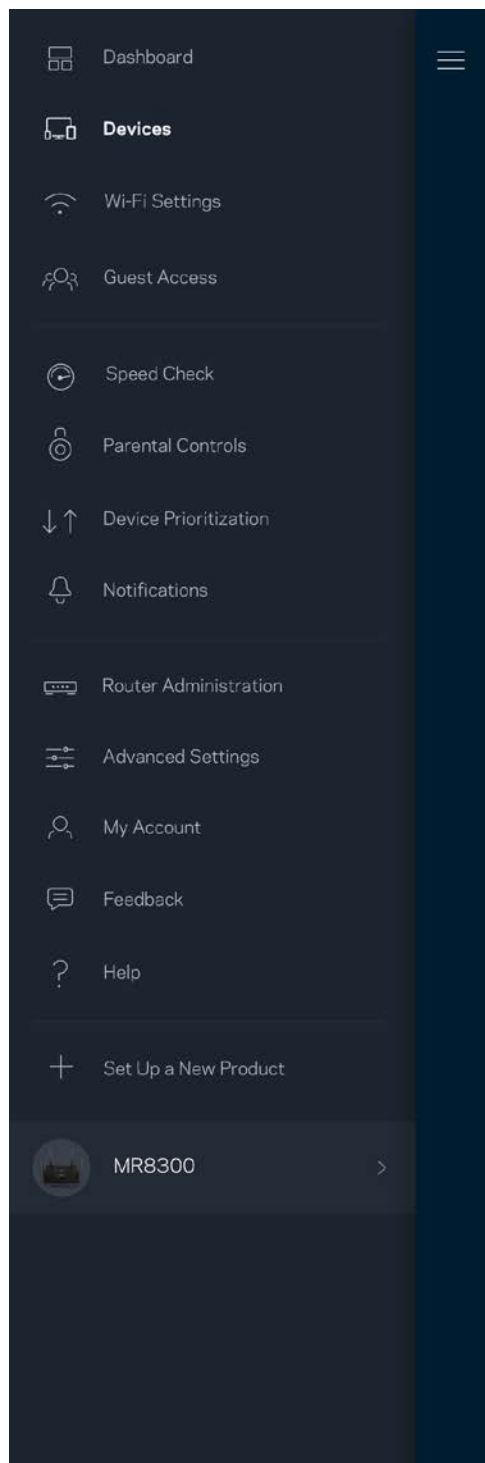 Dashboard
Devices
Wi-Fi Settings
Guest Access
Speed Check
Parental Controls
Device Prioritization
Notifications
Router Administration
Advanced Settings
My Account
Feedback
Help
Set Up a New Product
MR8300